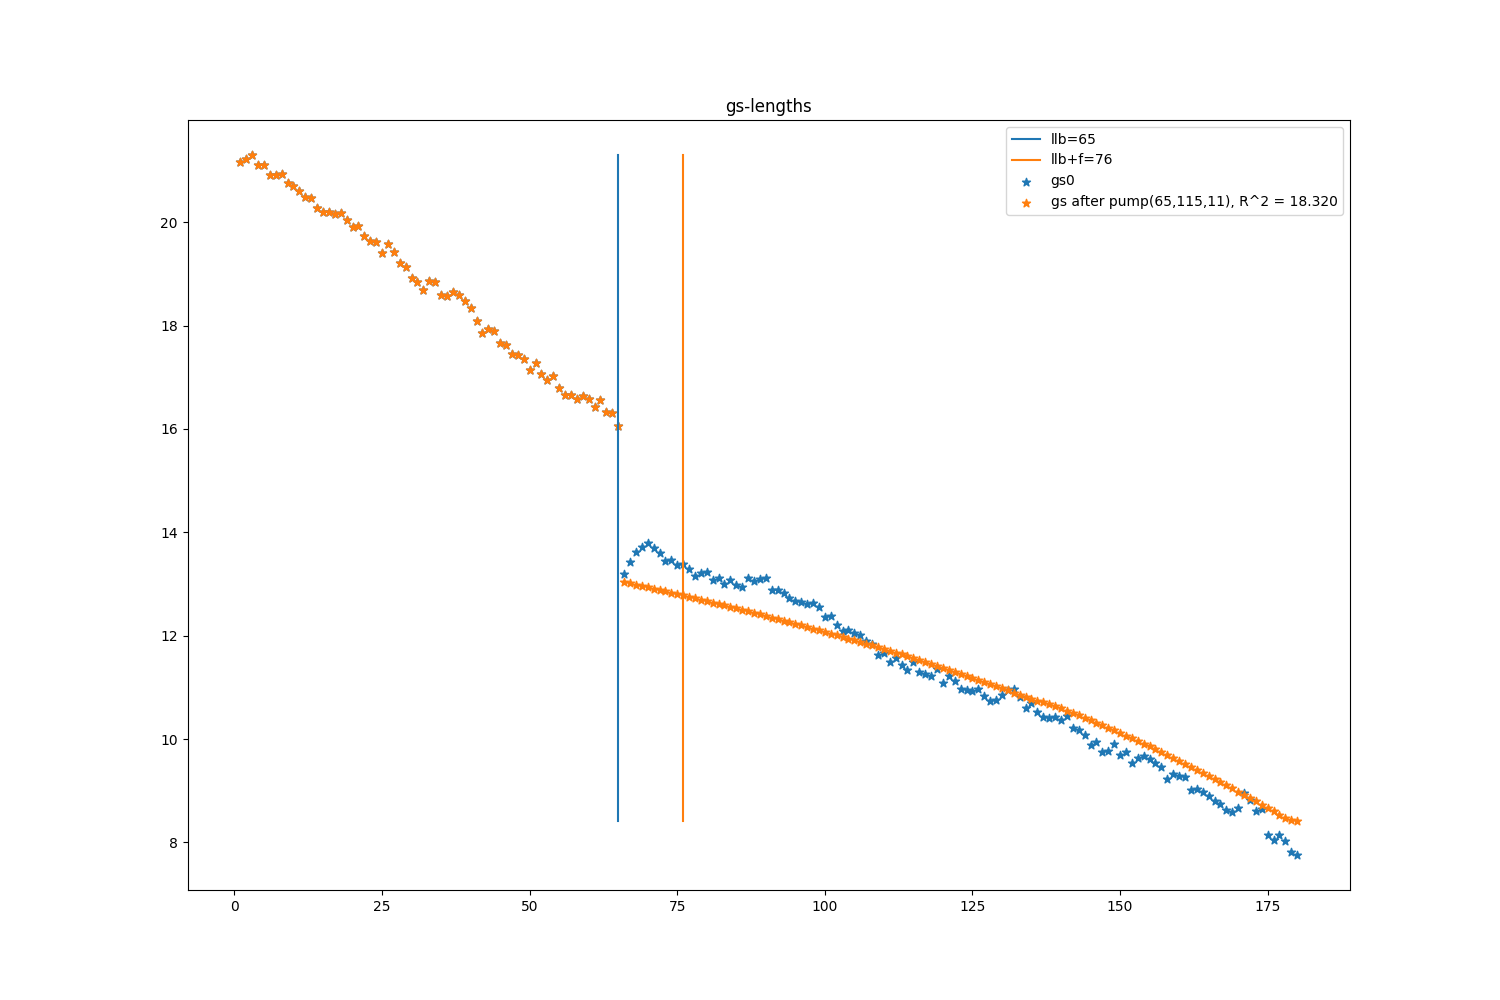 gs-lengths
llb=65
llb+f=76
gs0
gs after pump(65,115,11), R^2 = 18.320
20
18
16
14
12
10
8
0 25 50 75 100 125 150 175